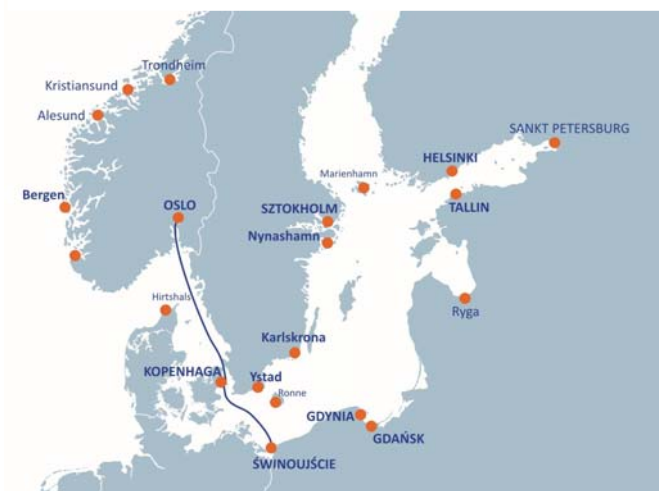 Trondheim
Kristiansund
Alesund
SANKT PETERSBURG
HELSINKI
Marienhamn
Bergen
OSLO
SZTOKHOLM
TALLIN
Nynashamn
Hirtshals
Ryga
Karlskrona
KOPENHAGA
Ystad
Ronne
GDYNIA
GDAŃSK
ŚWINOUJŚCIE